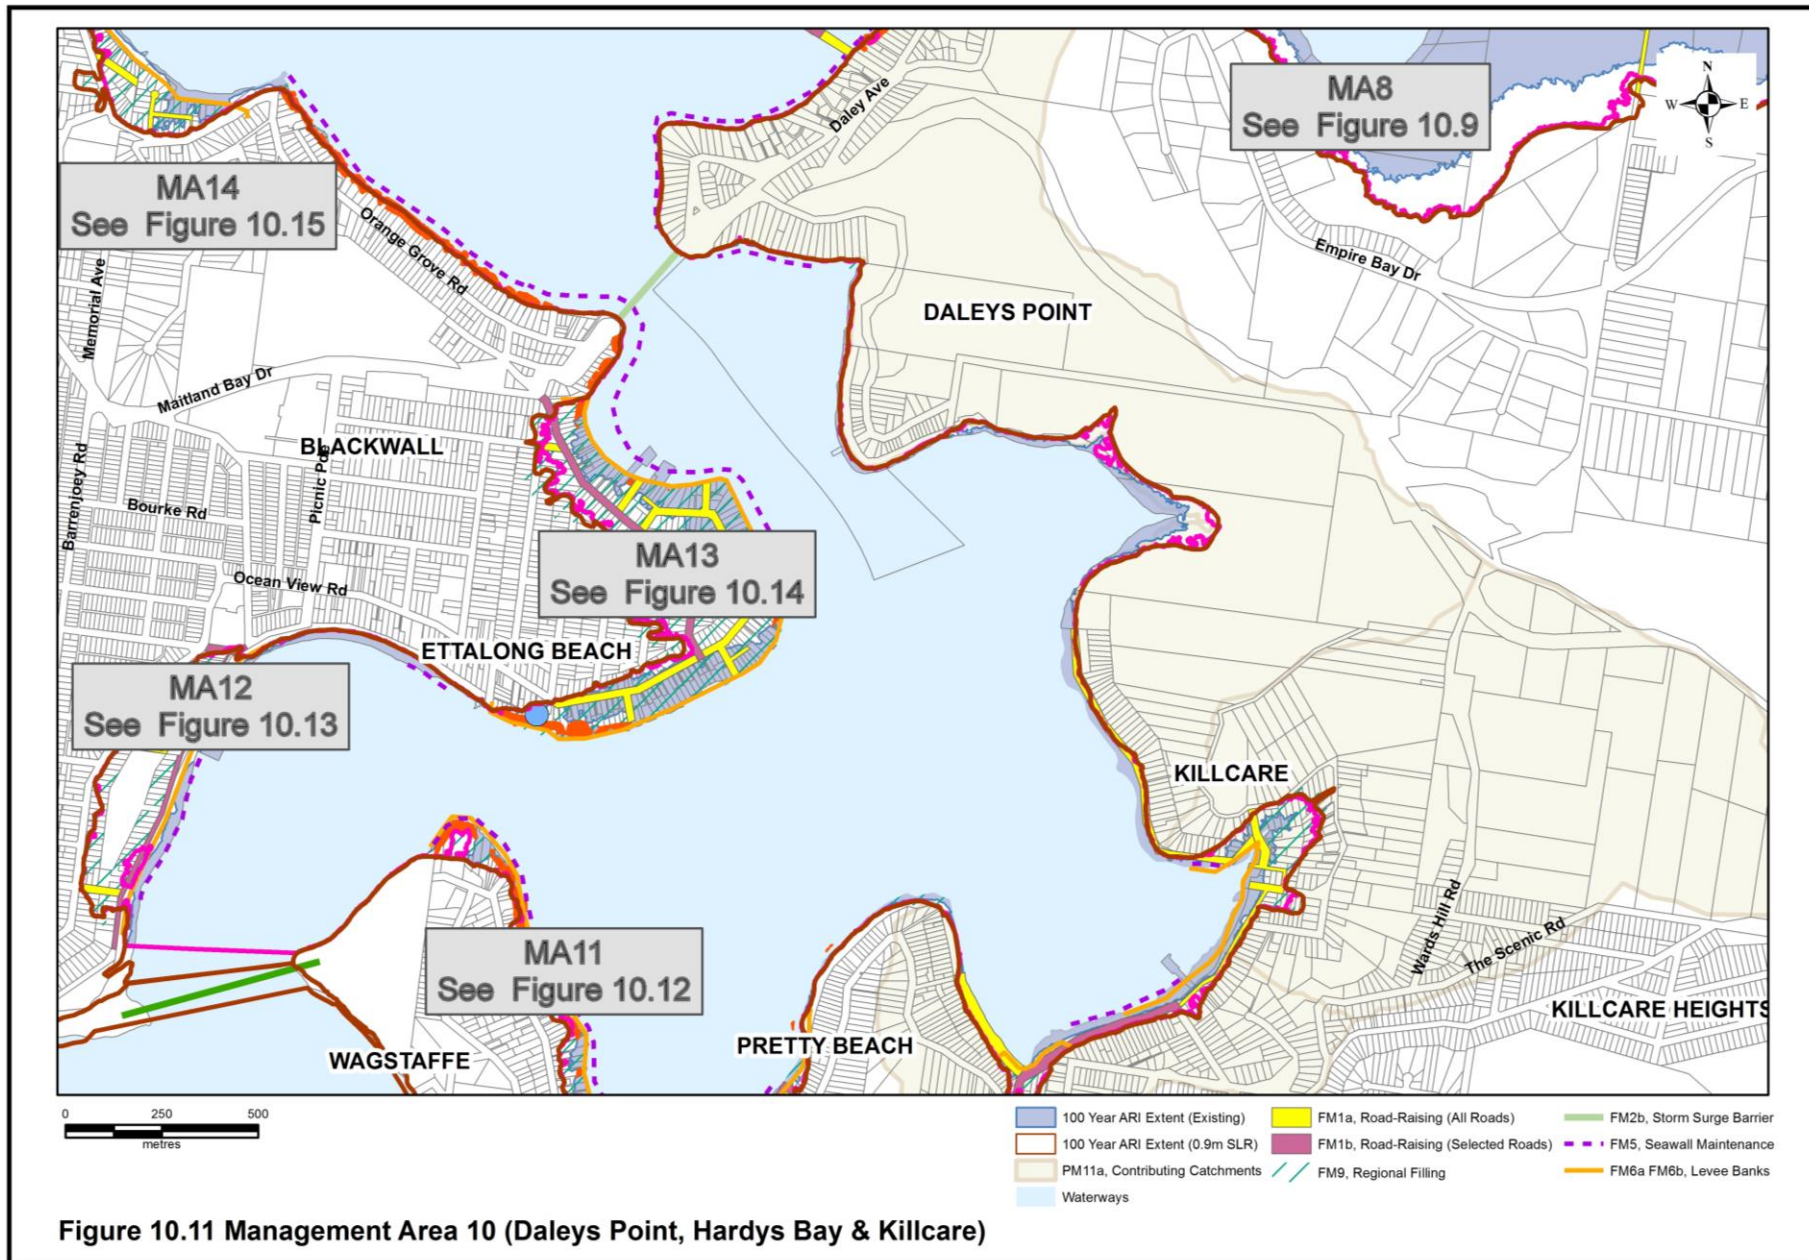 N
W E
S
MA8
See Figure 10.9
Daley Ave
MA14
See Figure 10.15
Orange Grove Rd
Empire Bay Dr
Memorial Ave
DALEYS POINT
Maitland Bay Dr
BLACKWALL
Picnic Pde
Barrenjoey Rd
Bourke Rd
MA13
See Figure 10.14
Ocean View Rd
ETTALONG BEACH
MA12
See Figure 10.13
KILLCARE
Wards Hill Rd
The Scenic Rd
MA11
See Figure 10.12
KILLCARE HEIGHTS
PRETTY BEACH
WAGSTAFFE
0 250 500
metres
100 Year ARI Extent (Existing)
100 Year ARI Extent (0.9m SLR)
PM11a, Contributing Catchments
Waterways
FM1a, Road-Raising (All Roads)
FM1b, Road-Raising (Selected Roads)
FM9, Regional Filling
FM2b, Storm Surge Barrier
FM5, Seawall Maintenance
FM6a FM6b, Levee Banks
Figure 10.11 Management Area 10 (Daleys Point, Hardys Bay & Killcare)